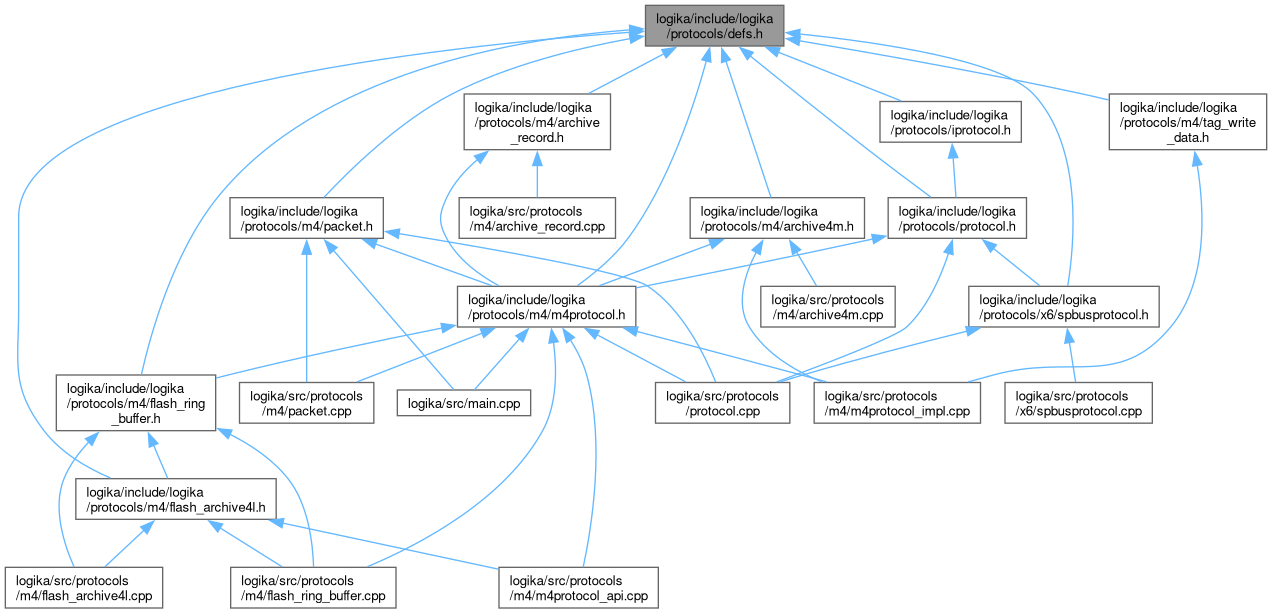 logika/include/logika
/protocols/defs.h
logika/include/logika
/protocols/m4/archive
_record.h
logika/include/logika
/protocols/iprotocol.h
logika/include/logika
/protocols/m4/tag_write
_data.h
logika/include/logika
/protocols/m4/packet.h
logika/src/protocols
/m4/archive_record.cpp
logika/include/logika
/protocols/m4/archive4m.h
logika/include/logika
/protocols/protocol.h
logika/include/logika
/protocols/m4/m4protocol.h
logika/src/protocols
/m4/archive4m.cpp
logika/include/logika
/protocols/x6/spbusprotocol.h
logika/include/logika
/protocols/m4/flash_ring
_buffer.h
logika/src/protocols
/m4/packet.cpp
logika/src/main.cpp
logika/src/protocols
/protocol.cpp
logika/src/protocols
/m4/m4protocol_impl.cpp
logika/src/protocols
/x6/spbusprotocol.cpp
logika/include/logika
/protocols/m4/flash_archive4l.h
logika/src/protocols
/m4/flash_archive4l.cpp
logika/src/protocols
/m4/flash_ring_buffer.cpp
logika/src/protocols
/m4/m4protocol_api.cpp